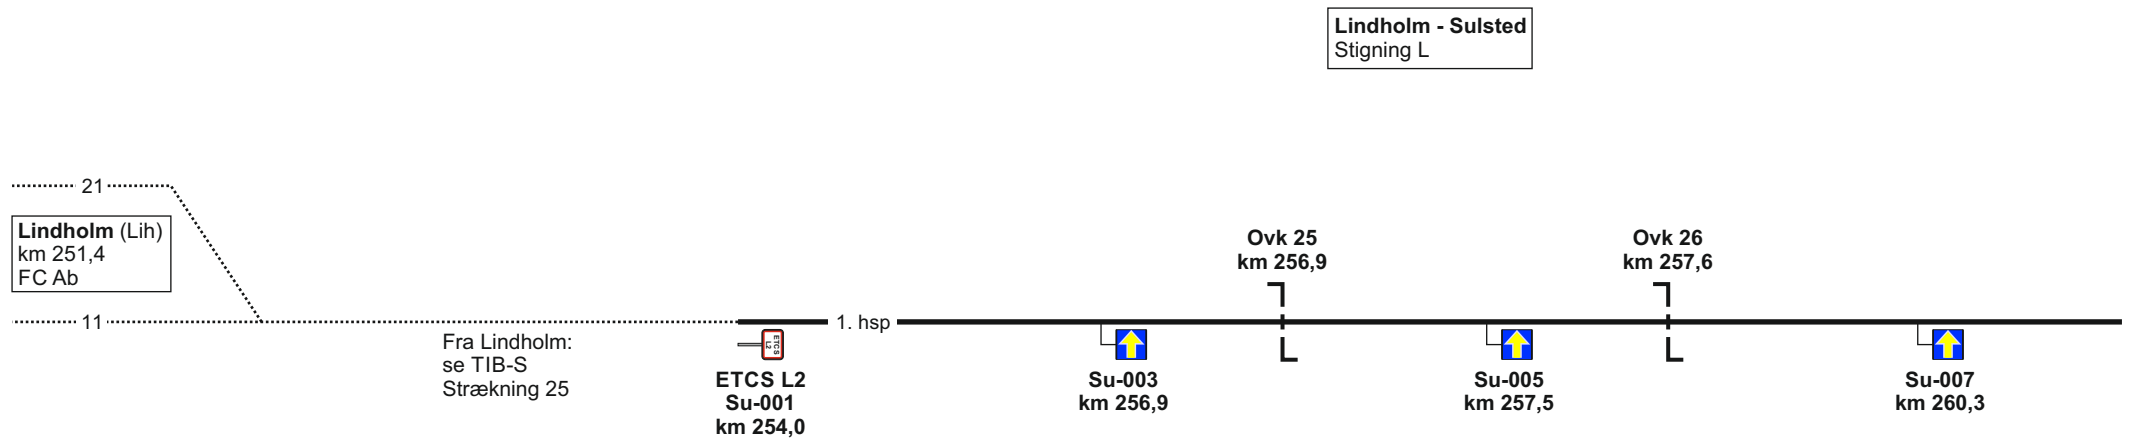 Lindholm - Sulsted
Stigning L
21
Lindholm (Lih)
km 251,4
FC Ab
Ovk 25
km 256,9
Ovk 26
km 257,6
11
1. hsp
Fra Lindholm:
se TIB-S
Strækning 25
ETCS
L2
ETCS L2
Su-001
km 254,0
Su-003
km 256,9
Su-005
km 257,5
Su-007
km 260,3